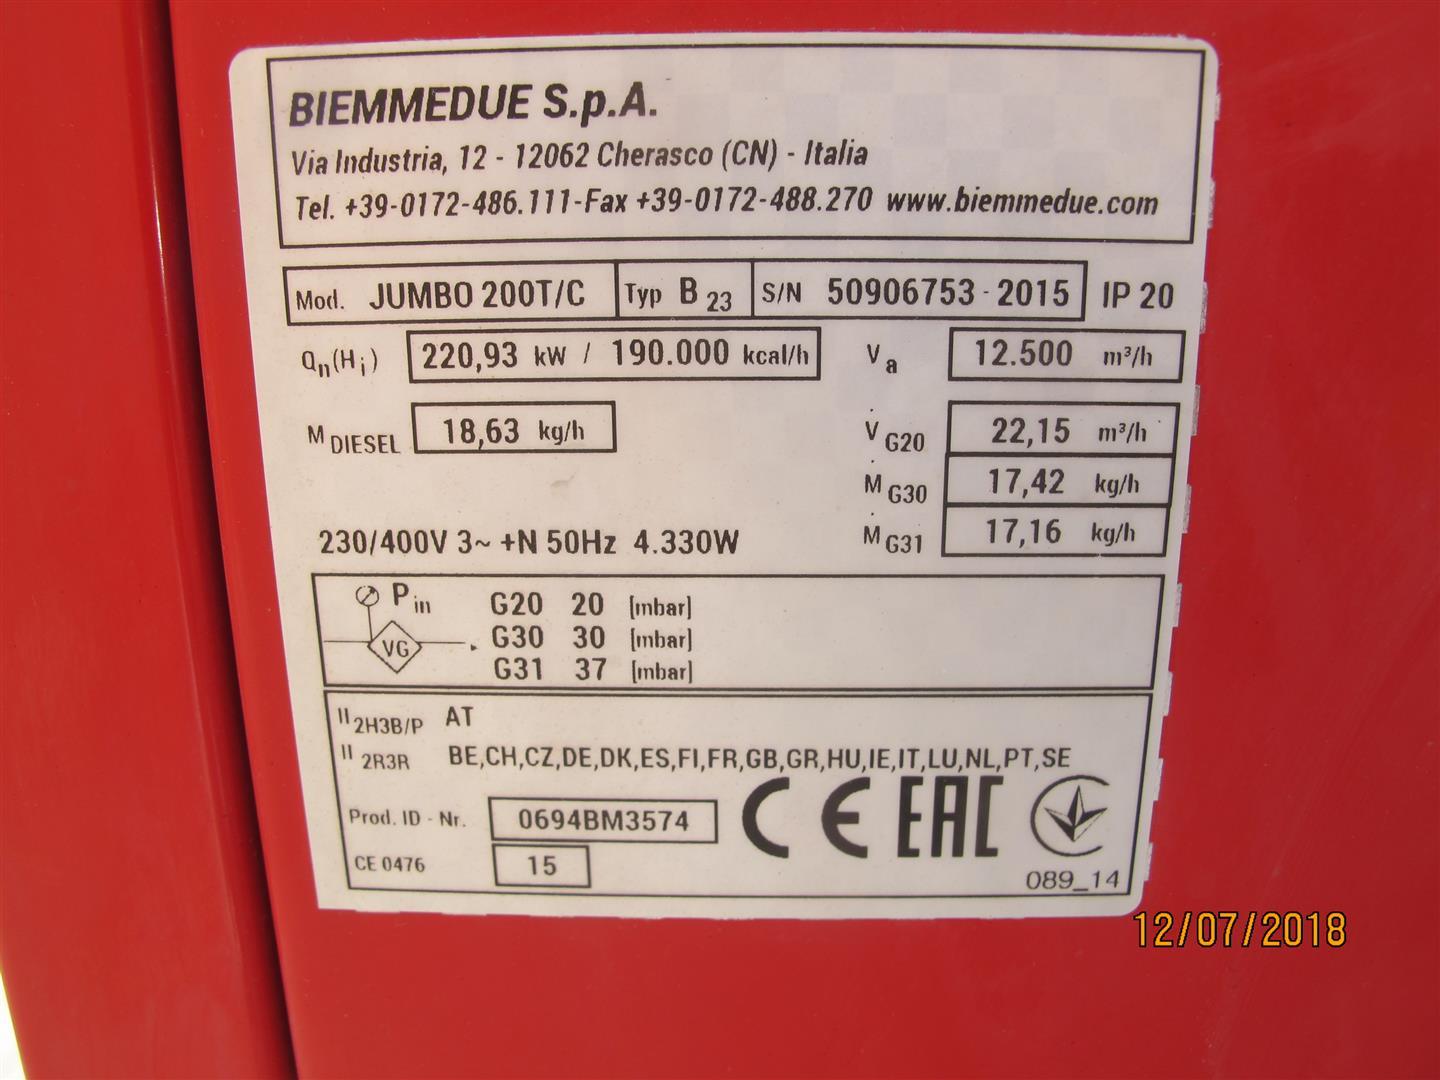 BIEMMEDUE S.p.A.
Via Industria, 12 - 12062 Cherasco (CN) - Italia
Tel. +39-0172-486.111-Fax +39-0172-488.270 www.biemmedue.com
Mod. JUMBO 200T/C Typ B 23 S/N 50906753 - 2015 IP 20
Qn(Hi) 220,93 kW / 190.000 kcal/h Va 12.500 m³/h
M DIESEL 18,63 kg/h V G20 22,15 m³/h
M G30 17,42 kg/h
230/400V 3~ +N 50Hz 4.330W M G31 17,16 kg/h
Pin G20 20 [mbar]
VG G30 30 [mbar]
G31 37 [mbar]
II 2H3B/P AT
II 2R3R BE,CH,CZ,DE,DK,ES,FI,FR,GB,GR,HU,IE,IT,LU,NL,PT,SE
Prod. ID - Nr. 0694BM3574 CE EAC
CE 0476 15 089_14
12/07/2018